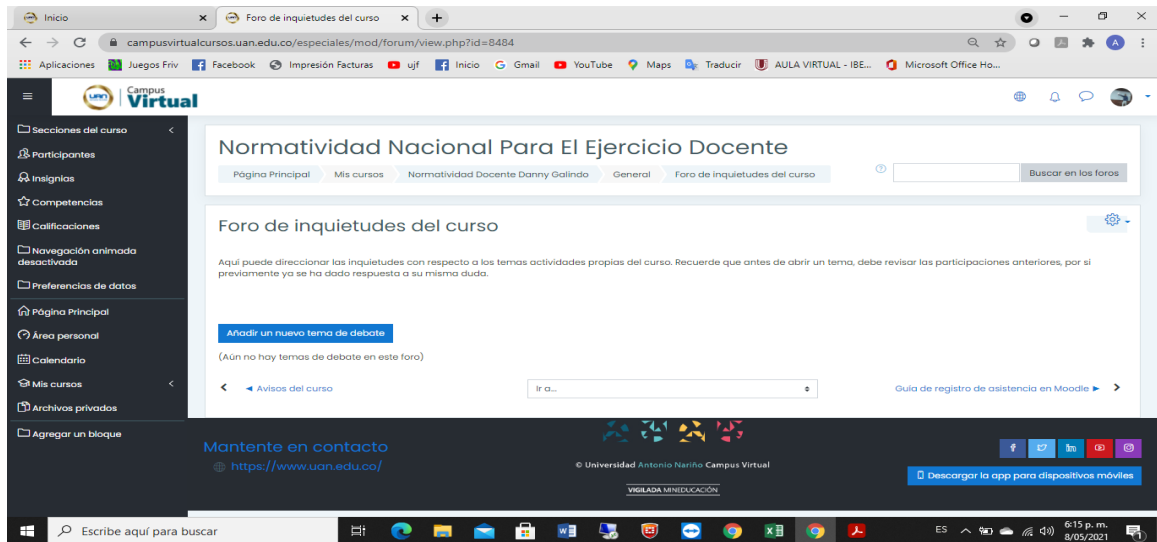 Inicio
Foro de inquietudes del curso
campusvirtualcursos.uan.edu.co/especiales/mod/forum/view.php?id=8484
A
Aplicaciones Juegos Friv Facebook Impresión Facturas ujf Inicio Gmail YouTube Maps Traducir AULA VIRTUAL - IBE... Microsoft Office Ho...
uan Campus
Virtual
Secciones del curso
Participantes
Insignias
Competencias
Calificaciones
Navegación animada
desactivada
Preferencias de datos
Página Principal
Área personal
Calendario
Mis cursos
Archivos privados
Agregar un bloque
Normatividad Nacional Para El Ejercicio Docente
Página Principal Mis cursos Normatividad Docente Danny Galindo General Foro de inquietudes del curso
Buscar en los foros
Foro de inquietudes del curso
Aquí puede direccionar las inquietudes con respecto a los temas actividades propias del curso. Recuerde que antes de abrir un tema, debe revisar las participaciones anteriores, por si
previamente ya se ha dado respuesta a su misma duda.
Añadir un nuevo tema de debate
(Aún no hay temas de debate en este foro)
◄ Avisos del curso
Ir a...
Guía de registro de asistencia en Moodle ►
Mantente en contacto
https://www.uan.edu.co/
© Universidad Antonio Nariño Campus Virtual
VIGILADA MINEDUCACIÓN
Descargar la app para dispositivos móviles
Escribe aquí para buscar
ES
6:15 p. m.
8/05/2021